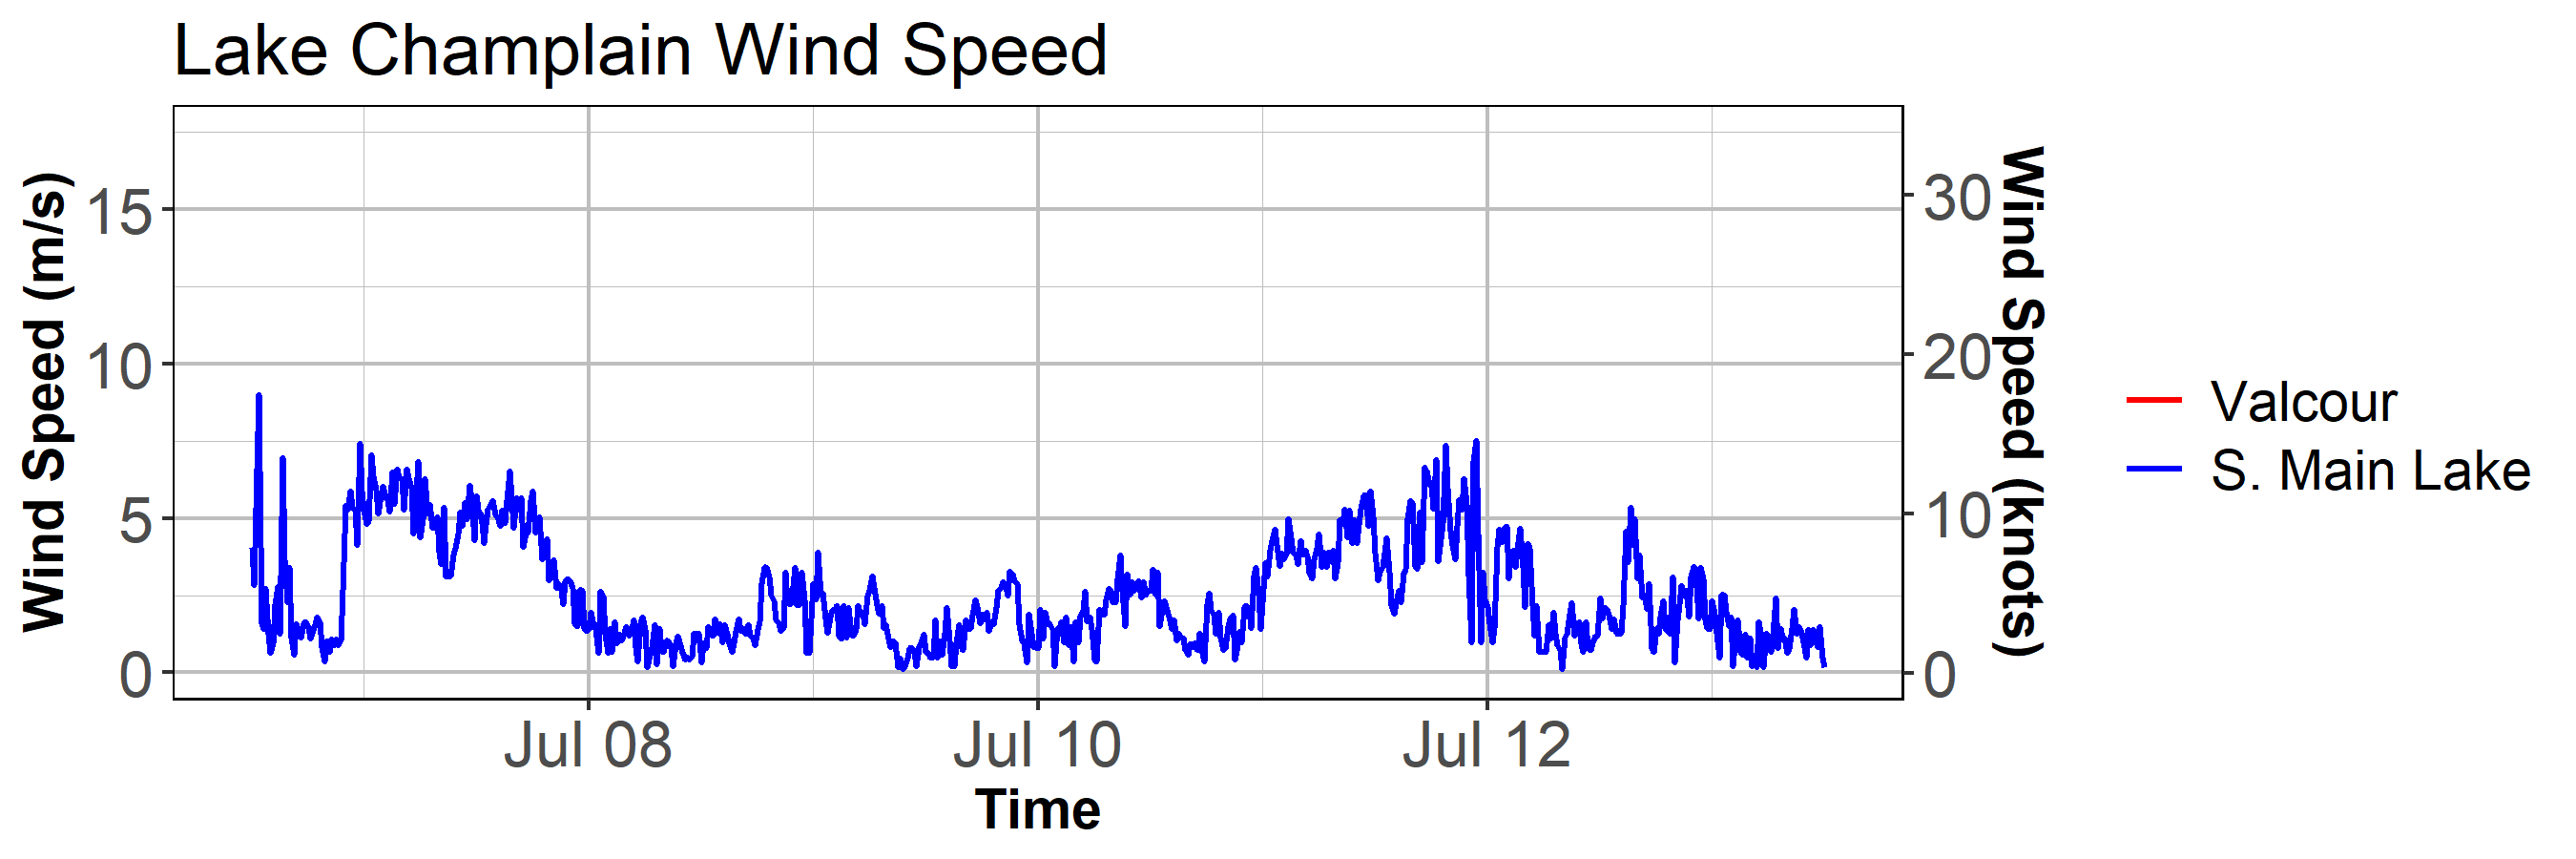 Lake Champlain Wind Speed
Wind Speed (m/s)
15
10
5
0
30
20
10
0
Wind Speed (knots)
Jul 08
Jul 10
Jul 12
Time
Valcour
S. Main Lake